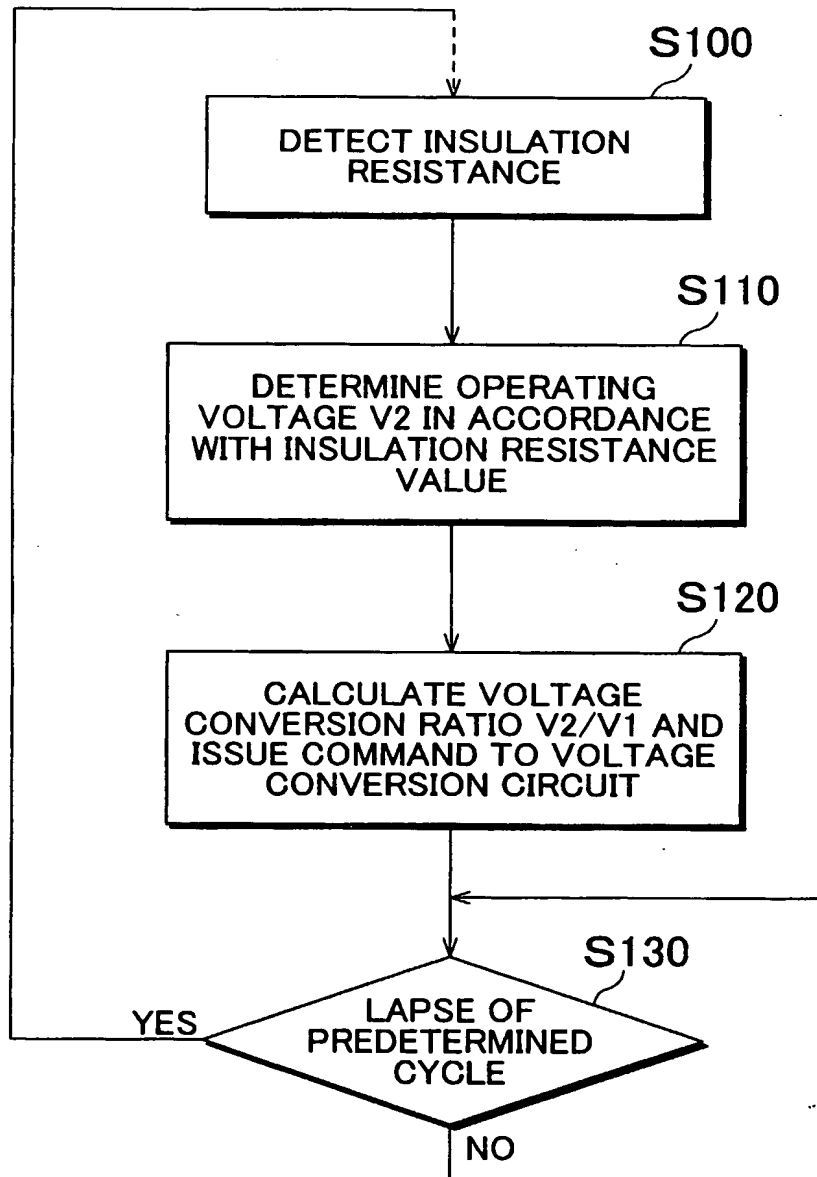 S100
DETECT INSULATION
RESISTANCE
S110
DETERMINE OPERATING
VOLTAGE V2 IN ACCORDANCE
WITH INSULATION RESISTANCE
VALUE
S120
CALCULATE VOLTAGE
CONVERSION RATIO V2/V1 AND
ISSUE COMMAND TO VOLTAGE
CONVERSION CIRCUIT
S130
YES
LAPSE OF
PREDETERMINED
CYCLE
NO